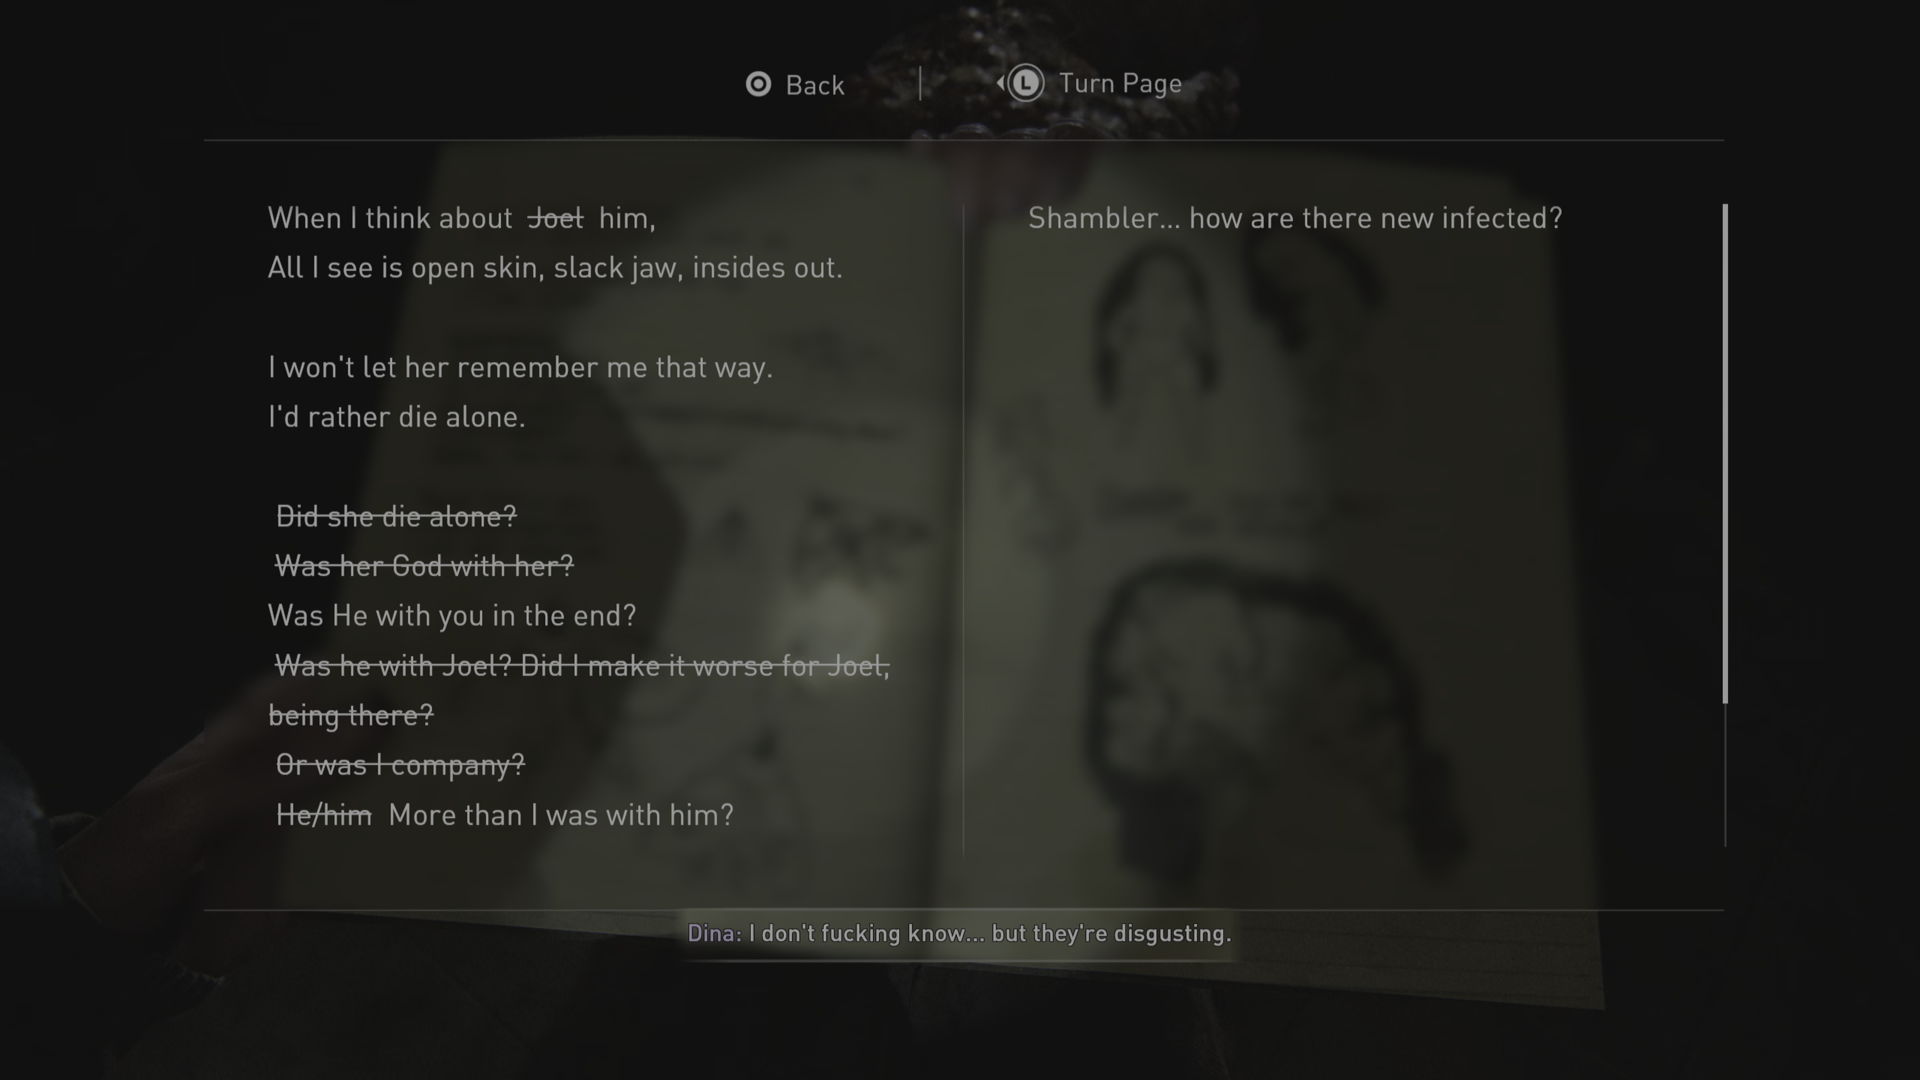 Back
L Turn Page
When I think about Joel him,
All I see is open skin, slack jaw, insides out.
I won't let her remember me that way.
I'd rather die alone.
Did she die alone?
Was her God with her?
Was He with you in the end?
Was he with Joel? Did I make it worse for Joel,
being there?
Or was I company?
He/him More than I was with him?
Shambler... how are there new infected?
Dina: I don't fucking know... but they're disgusting.